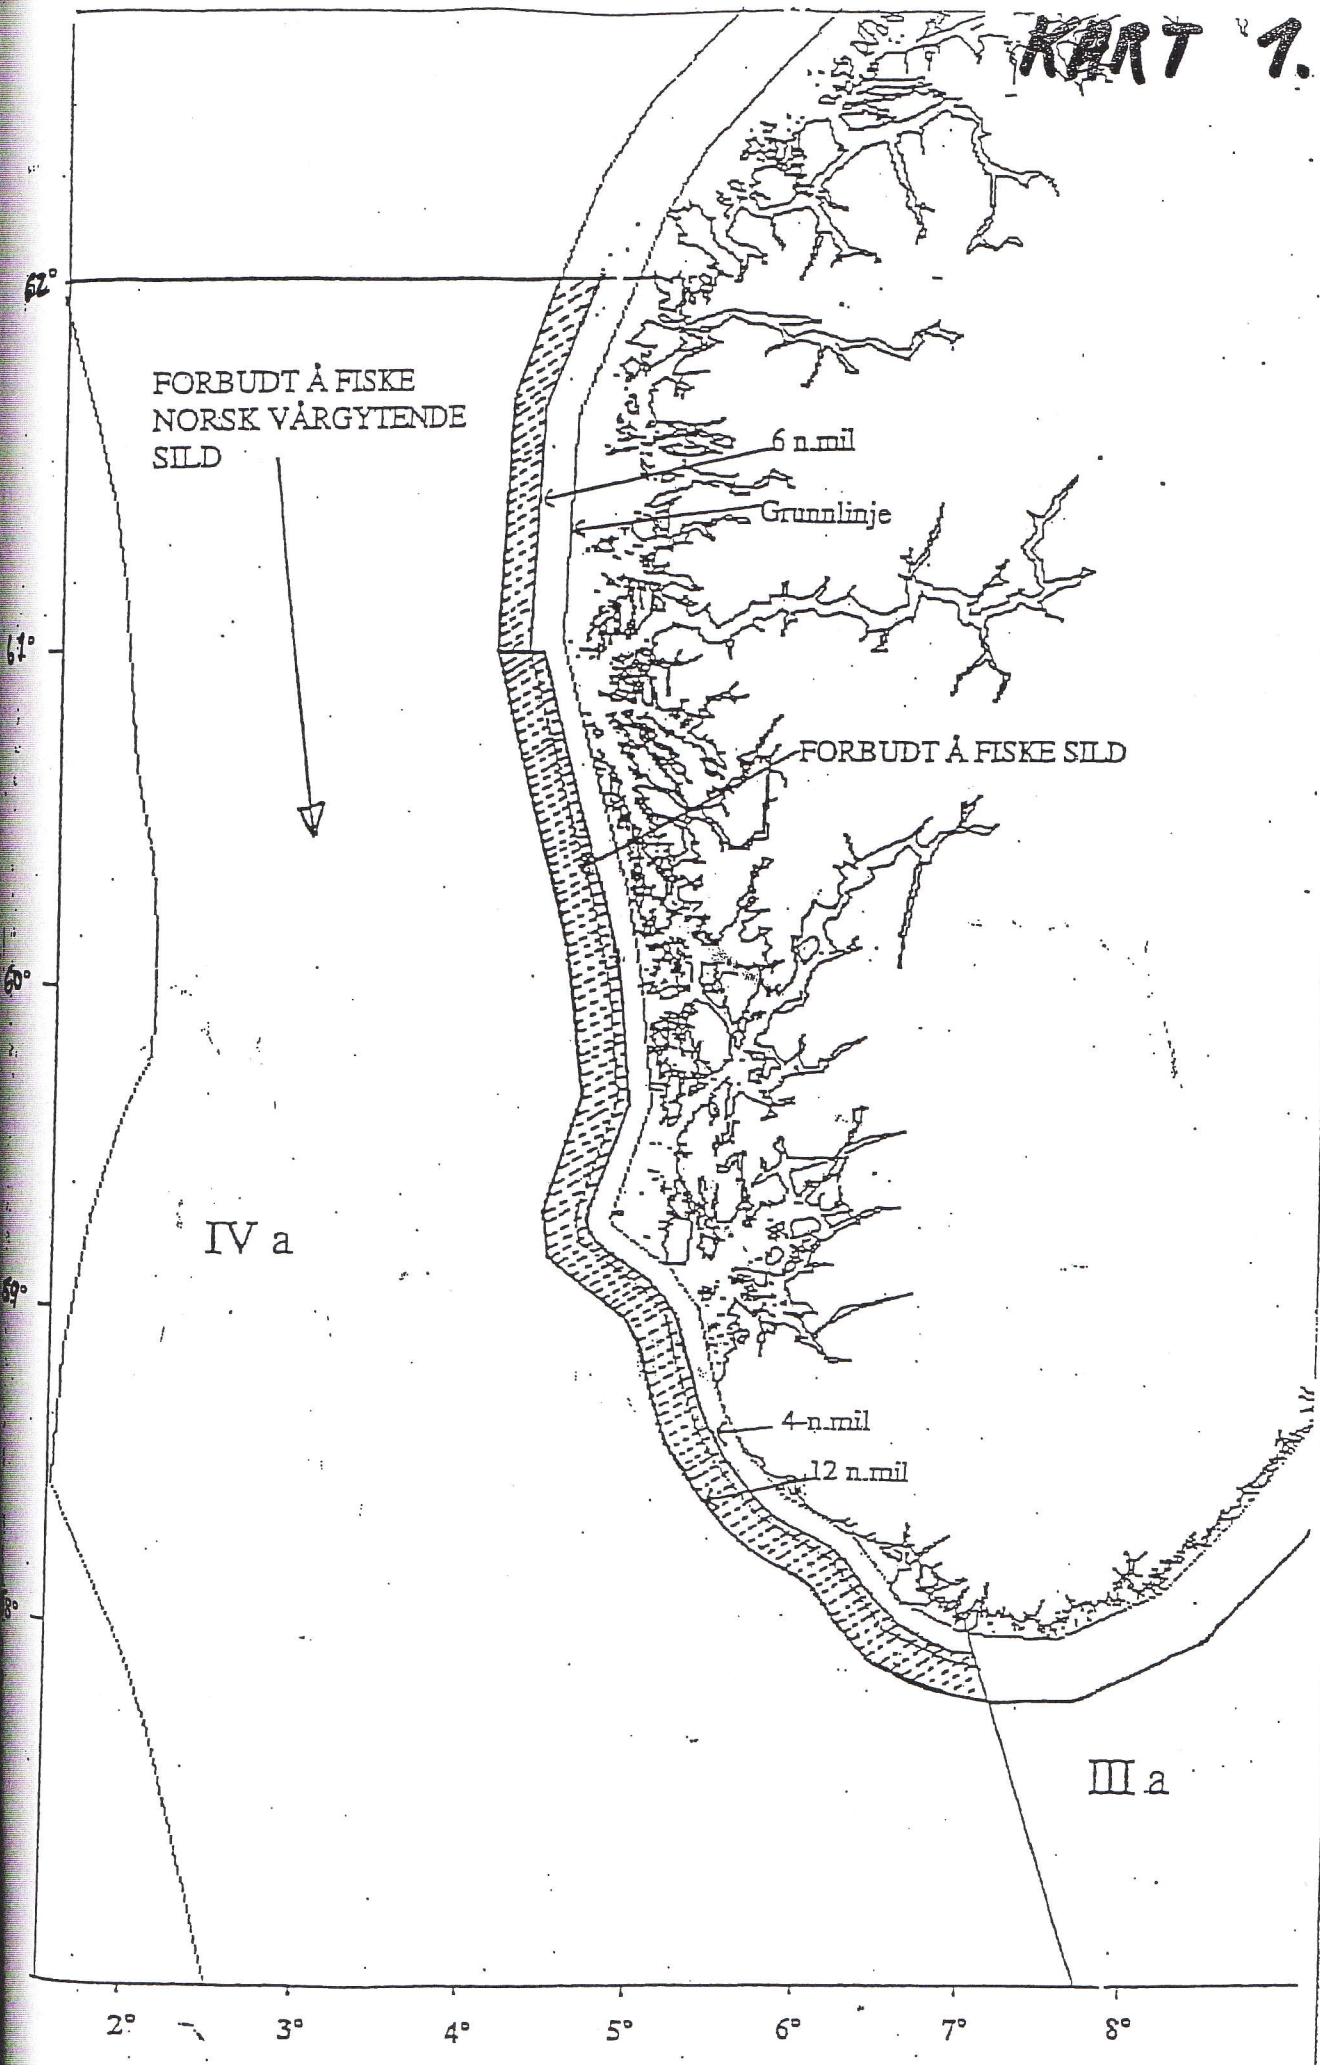 KART 1.
62°
FORBUDT Å FISKE
NORSK VÅRGYTENDE
SILD
6 n.mil
Grunnlinje
61°
FORBUDT Å FISKE SILD
60°
IV a
59°
4 n.mil
12 n.mil
8°
III a
2° 3° 4° 5° 6° 7° 8°